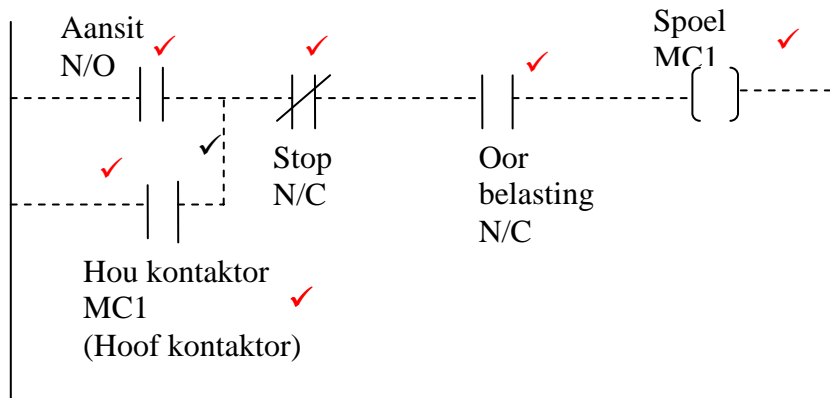 Aansit
N/O
Spoel
MC1
Stop
N/C
Oor
belasting
N/C
Hou kontaktor
MC1
(Hoof kontaktor)